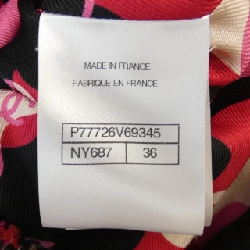 MADE IN FRANCE
FABRIQUE EN FRANCE
P77726V69345
NY687 36